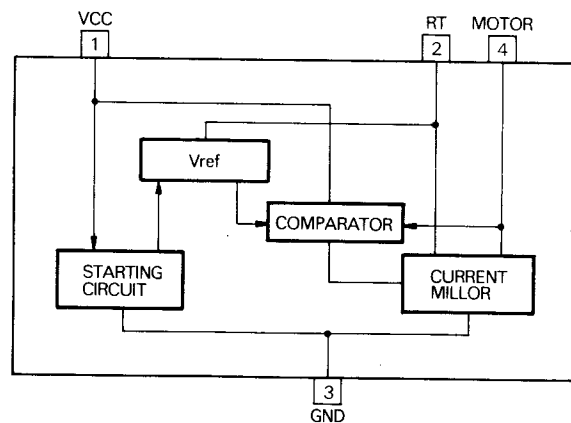 VCC
1
RT
2
MOTOR
4
Vref
COMPARATOR
STARTING
CIRCUIT
CURRENT
MILLOR
3
GND